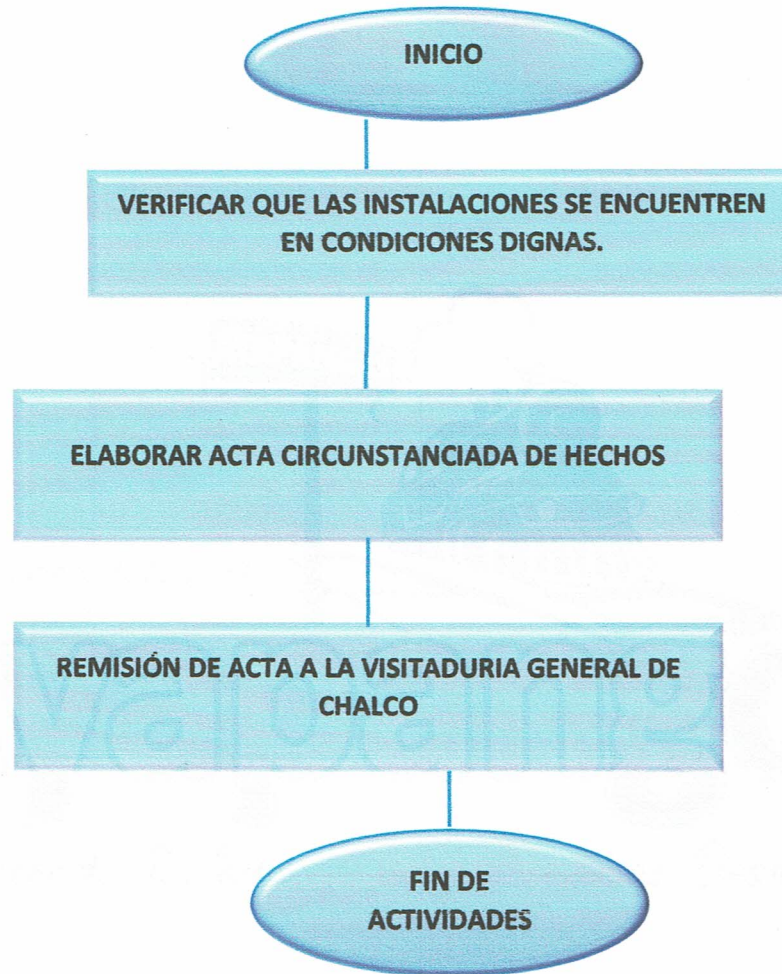 INICIO
VERIFICAR QUE LAS INSTALACIONES SE ENCUENTREN
EN CONDICIONES DIGNAS.
ELABORAR ACTA CIRCUNSTANCIADA DE HECHOS
REMISIÓN DE ACTA A LA VISITADURIA GENERAL DE
CHALCO
FIN DE
ACTIVIDADES